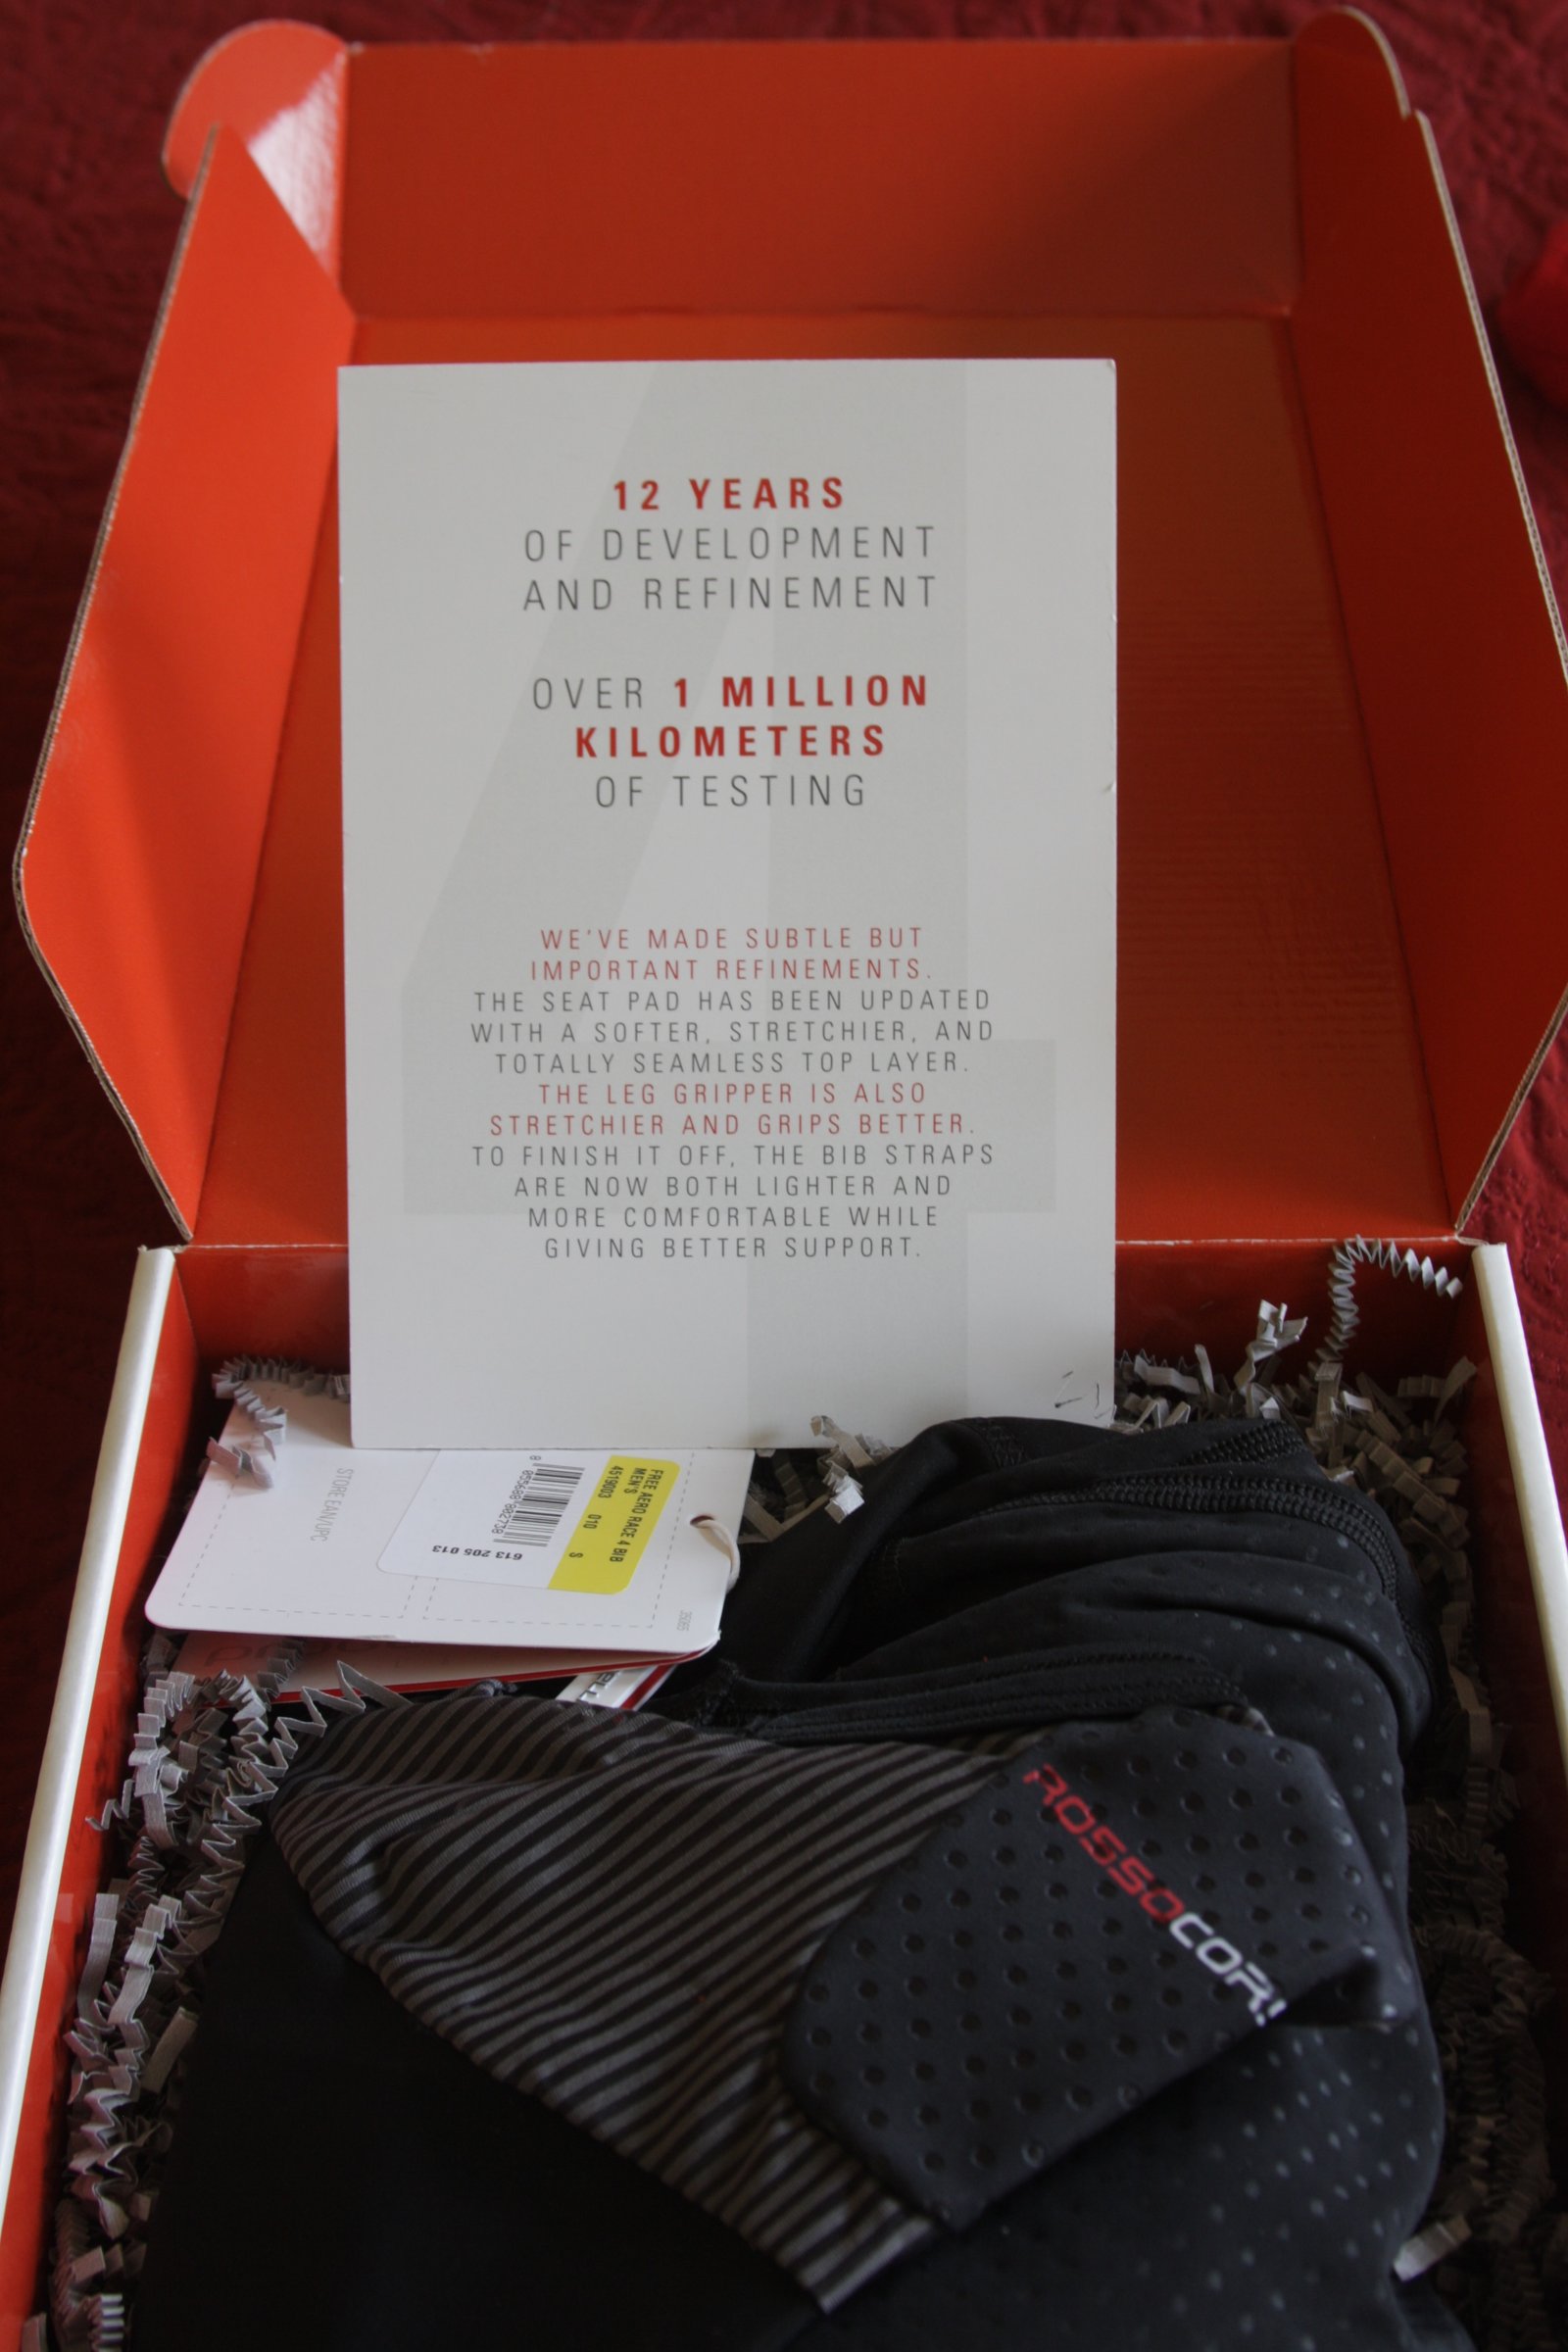 12 YEARS
OF DEVELOPMENT
AND REFINEMENT
OVER 1 MILLION
KILOMETERS
OF TESTING
WE'VE MADE SUBTLE BUT
IMPORTANT REFINEMENTS.
THE SEAT PAD HAS BEEN UPDATED
WITH A SOFTER, STRETCHIER, AND
TOTALLY SEAMLESS TOP LAYER.
THE LEG GRIPPER IS ALSO
STRETCHIER AND GRIPS BETTER.
TO FINISH IT OFF, THE BIB STRAPS
ARE NOW BOTH LIGHTER AND
MORE COMFORTABLE WHILE
GIVING BETTER SUPPORT.
4
STORE EAN/UPC
FREE AERO RACE 4 BIB
MEN'S
4519003 010 S
613 205 013
ROSSOCORSA